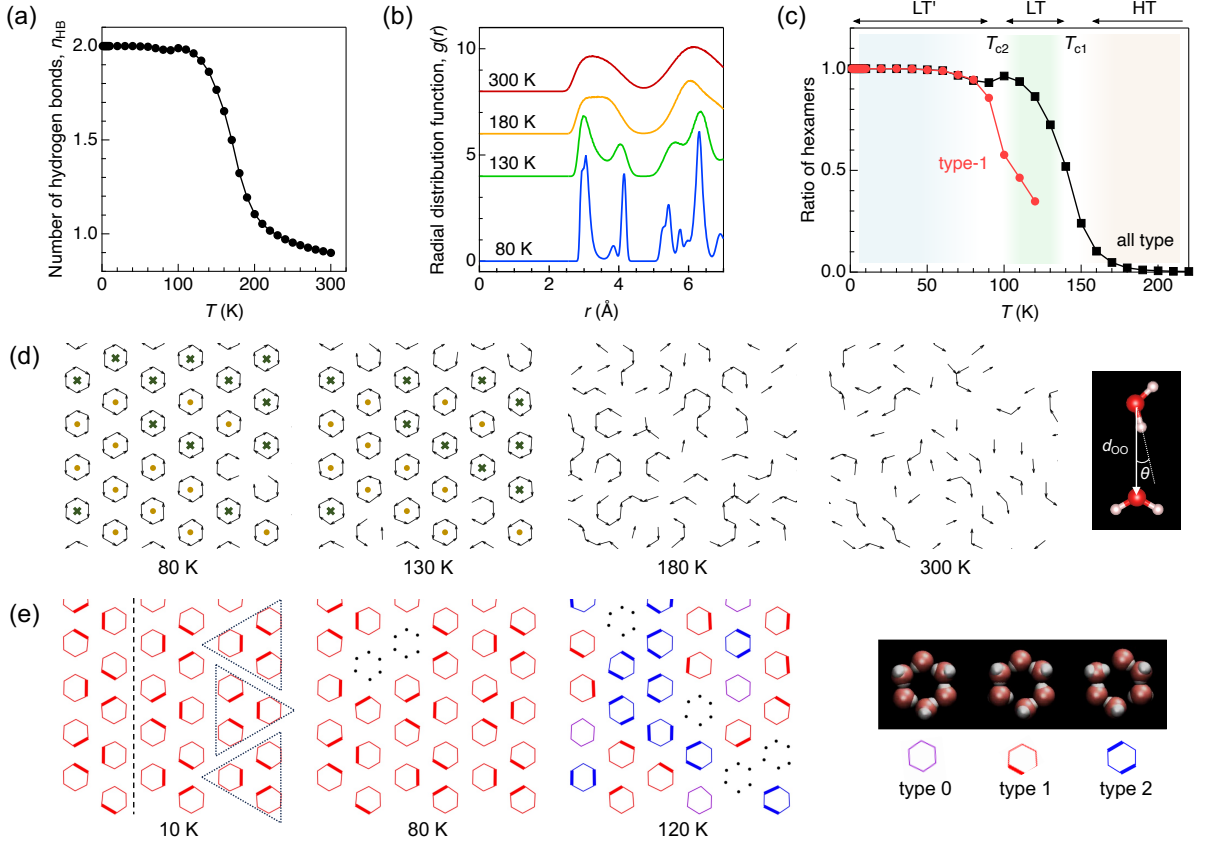 (a)
Number of hydrogen bonds, nHB
2.0
1.5
1.0
0 100 200 300
T (K)
(b)
Radial distribution function, g(r)
10
5
0
300 K
180 K
130 K
80 K
0 2 4 6
r (Å)
(c)
LT' LT HT
Tc2 Tc1
Ratio of hexamers
1.0
0.5
0.0
type-1
all type
0 50 100 150 200
T (K)
(d)
80 K 130 K 180 K 300 K
dOO
θ
(e)
10 K 80 K 120 K
type 0 type 1 type 2